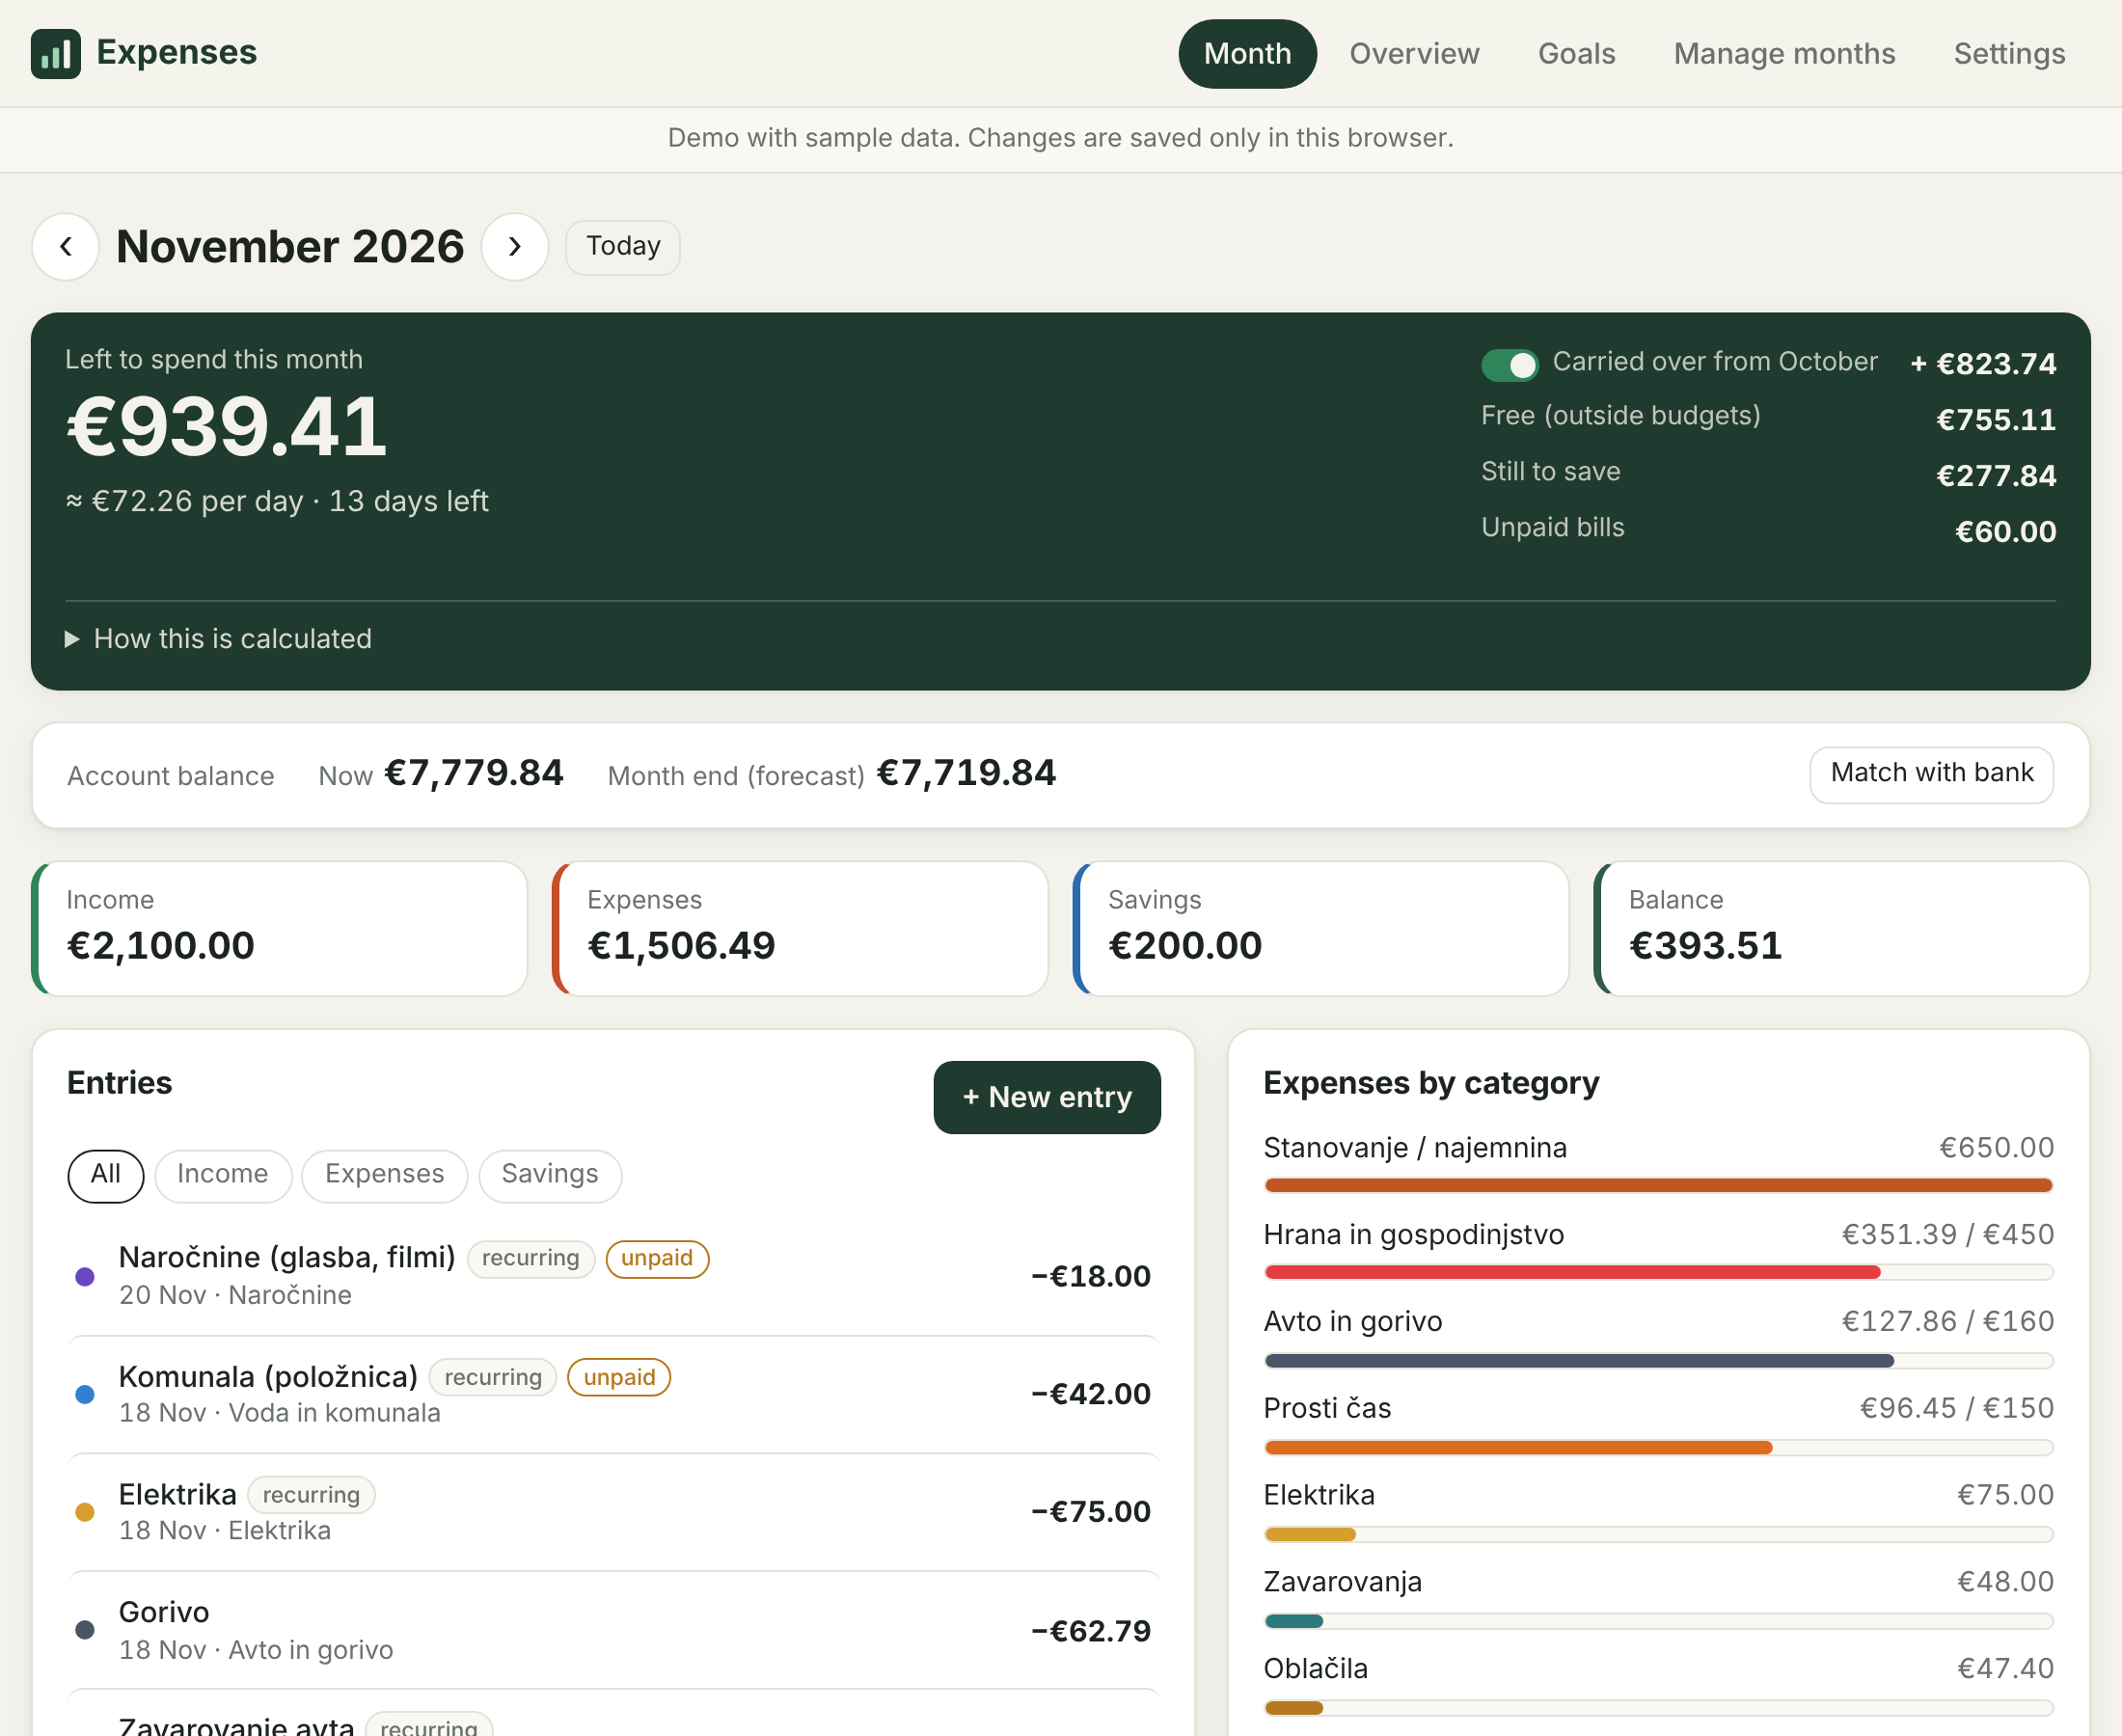 Expenses
Month
Overview
Goals
Manage months
Settings
Demo with sample data. Changes are saved only in this browser.
‹ November 2026 › Today
Left to spend this month
€939.41
≈ €72.26 per day · 13 days left
Carried over from October + €823.74
Free (outside budgets) €755.11
Still to save €277.84
Unpaid bills €60.00
▶ How this is calculated
Account balance Now €7,779.84 Month end (forecast) €7,719.84 Match with bank
Income
€2,100.00
Expenses
€1,506.49
Savings
€200.00
Balance
€393.51
Entries
+ New entry
All Income Expenses Savings
Naročnine (glasba, filmi) recurring unpaid
20 Nov · Naročnine
−€18.00
Komunala (položnica) recurring unpaid
18 Nov · Voda in komunala
−€42.00
Elektrika recurring
18 Nov · Elektrika
−€75.00
Gorivo
18 Nov · Avto in gorivo
−€62.79
Zavarovanje avta recurring
Expenses by category
Stanovanje / najemnina €650.00
Hrana in gospodinjstvo €351.39 / €450
Avto in gorivo €127.86 / €160
Prosti čas €96.45 / €150
Elektrika €75.00
Zavarovanja €48.00
Oblačila €47.40